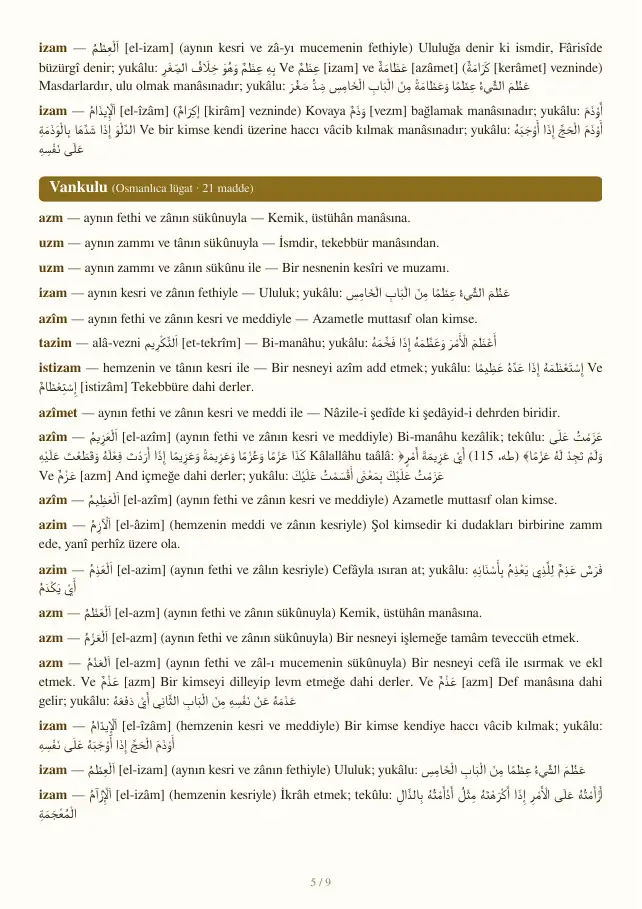 izam — اَلْعِظَمُ [el-izam] (aynın kesri ve zâ-yı mucemenin fethiyle) Ululuğa denir ki ismdir, Fârisîde
büzürgî denir; yukâlu: بِهِ عِظَمٌ وَهُوَ خِلَافُ الصِّغَرِ Ve عِظَمٌ [izam] ve عَظَامَةٌ [azâmet] (كَرَامَةٌ [kerâmet] vezninde)
Masdarlardır, ulu olmak manâsınadır; yukâlu: عَظُمَ الشَّيْءُ عِظَمًا وَعَظَامَةً مِنَ الْبَابِ الْخَامِسِ ضِدُّ صَغُرَ
izam — اَلْإِيذَامُ [el-îzâm] (إِكْرَامٌ [kirâm] vezninde) Kovaya وَذَمٌ [vezm] bağlamak manâsınadır; yukâlu: أَوْذَمَ
الدَّلْوَ إِذَا شَدَّهَا بِالْوَذَمَةِ Ve bir kimse kendi üzerine haccı vâcib kılmak manâsınadır; yukâlu: أَوْذَمَ الْحَجَّ إِذَا أَوْجَبَهُ
عَلَى نَفْسِهِ
Vankulu (Osmanlıca lügat · 21 madde)
azm — aynın fethi ve zânın sükûnuyla — Kemik, üstühân manâsına.
uzm — aynın zammı ve tânın sükûnuyla — İsmdir, tekebbür manâsından.
uzm — aynın zammı ve zânın sükûnu ile — Bir nesnenin kesîri ve muzamı.
izam — aynın kesri ve zânın fethiyle — Ululuk; yukâlu: عَظُمَ الشَّيْءُ عِظَمًا مِنَ الْبَابِ الْخَامِسِ
azîm — aynın fethi ve zânın kesri ve meddiyle — Azametle muttasıf olan kimse.
tazim — alâ-vezni اَلتَّكْرِيم [et-tekrîm] — Bi-manâhu; yukâlu: أَعْظَمَ الْأَمْرَ وَعَظَّمَهُ إِذَا فَخَّمَهُ
istizam — hemzenin ve tânın kesri ile — Bir nesneyi azîm add etmek; yukâlu: إِسْتَعْظَمَهُ إِذَا عَدَّهُ عَظِيمًا Ve
إِسْتِعْظَامٌ [istizâm] Tekebbüre dahi derler.
azîmet — aynın fethi ve zânın kesri ve meddi ile — Nâzile-i şedîde ki şedâyid-i dehrden biridir.
azîm — اَلْعَزِيمُ [el-azîm] (aynın fethi ve zânın kesri ve meddiyle) Bi-manâhu kezâlik; tekûlu: عَزَمْتُ عَلَى
كَذَا عَزْمًا وَعُزْمًا وَعَزِيمَةً وَعَزِيمًا إِذَا أَرَدْتَ فِعْلَهُ وَقَطَعْتَ عَلَيْهِ Kâlallâhu taâlâ: ﴿وَلَمْ نَجِدْ لَهُ عَزْمًا﴾ (طه، 115) أَيْ عَزِيمَةَ أَمْرٍ
Ve عَزْمٌ [azm] And içmeğe dahi derler; yukâlu: عَزَمْتُ عَلَيْكَ بِمَعْنَى أَقْسَمْتُ عَلَيْكَ
azîm — اَلْعَظِيمُ [el-azîm] (aynın fethi ve zânın kesri ve meddiyle) Azametle muttasıf olan kimse.
azim — اَلْآزِمُ [el-âzim] (hemzenin meddi ve zânın kesriyle) Şol kimsedir ki dudakları birbirine zamm
ede, yanî perhîz üzere ola.
azim — اَلْعَذِمُ [el-azim] (aynın fethi ve zâlın kesriyle) Cefâyla ısıran at; yukâlu: فَرَسٌ عَذِمٌ لِلَّذِي يَعْذِمُ بِأَسْنَانِهِ
أَيْ يَكْدَمُ
azm — اَلْعَظْمُ [el-azm] (aynın fethi ve zânın sükûnuyla) Kemik, üstühân manâsına.
azm — اَلْعَزْمُ [el-azm] (aynın fethi ve zânın sükûnuyla) Bir nesneyi işlemeğe tamâm teveccüh etmek.
azm — اَلْعَذْمُ [el-azm] (aynın fethi ve zâl-ı mucemenin sükûnuyla) Bir nesneyi cefâ ile ısırmak ve ekl
etmek. Ve عَذْمٌ [azm] Bir kimseyi dilleyip levm etmeğe dahi derler. Ve عَذْمٌ [azm] Def manâsına dahi
gelir; yukâlu: عَذَمَهُ عَنْ نَفْسِهِ مِنَ الْبَابِ الثَّانِي أَيْ دَفَعَهُ
izam — اَلْإِيذَامُ [el-îzâm] (hemzenin kesri ve meddiyle) Bir kimse kendiye haccı vâcib kılmak; yukâlu:
أَوْذَمَ الْحَجَّ إِذَا أَوْجَبَهُ عَلَى نَفْسِهِ
izam — اَلْعِظَمُ [el-izam] (aynın kesri ve zânın fethiyle) Ululuk; yukâlu: عَظُمَ الشَّيْءُ عِظَمًا مِنَ الْبَابِ الْخَامِسِ
izam — اَلْإِزْآمُ [el-izâm] (hemzenin kesriyle) İkrâh etmek; tekûlu: أَزْأَمْتُهُ عَلَى الْأَمْرِ إِذَا أَكْرَهْتَهُ مِثْلُ أَذْأَمْتُهُ بِالذَّالِ
الْمُعْجَمَةِ
5 / 9